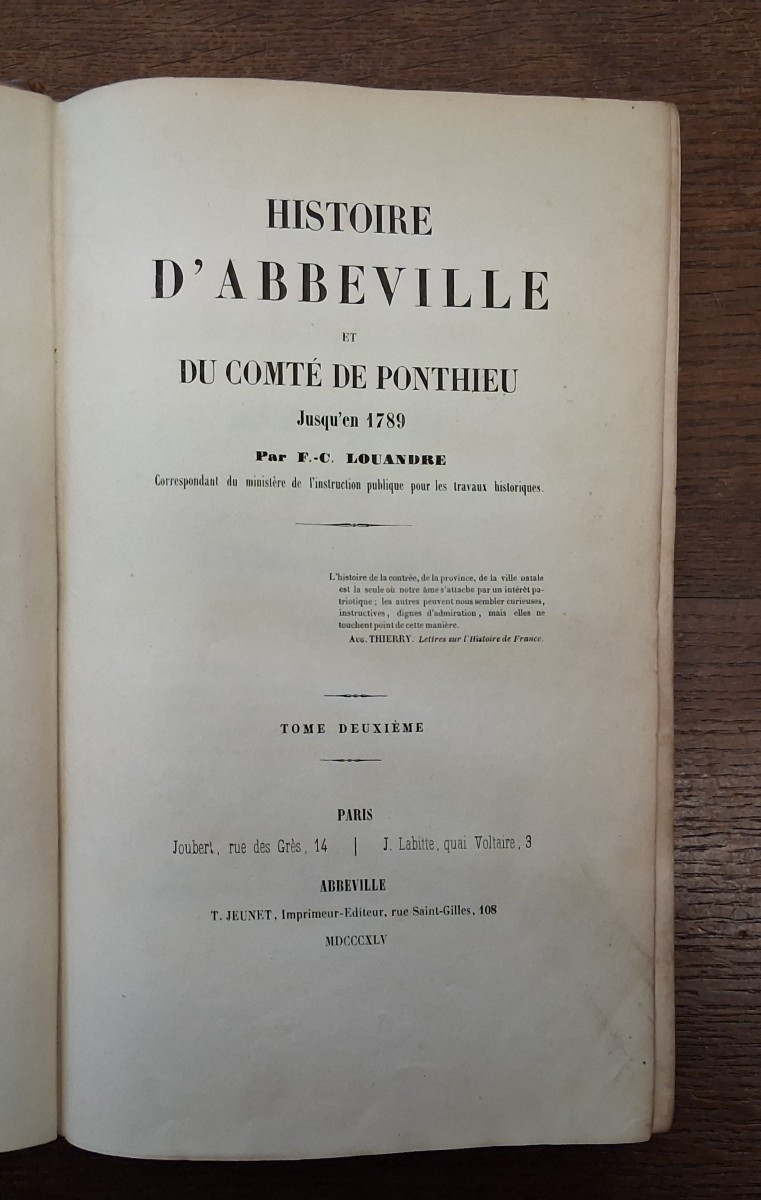 HISTOIRE
D'ABBEVILLE
ET
DU COMTÉ DE PONTHIEU
Jusqu'en 1789
Par F.-C. LOUANDRE
Correspondant du ministère de l'instruction publique pour les travaux historiques.
L'histoire de la contrée, de la province, de la ville natale
est la seule où notre âme s'attache par un intérêt pa-
triotique; les autres peuvent nous sembler curieuses,
instructives, dignes d'admiration, mais elles ne
touchent point de cette manière.
AUG. THIERRY. Lettres sur l'Histoire de France.
TOME DEUXIÈME
PARIS
Joubert, rue des Grès, 14 | J. Labitte, quai Voltaire, 3
ABBEVILLE
T. JEUNET, Imprimeur-Editeur, rue Saint-Gilles, 108
MDCCCXLV